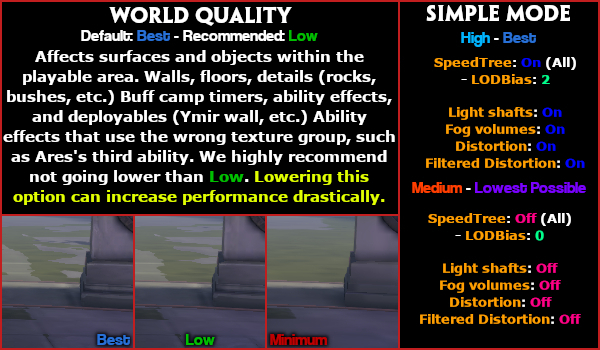 WORLD QUALITY
Default: Best - Recommended: Low
Affects surfaces and objects within the
playable area. Walls, floors, details (rocks,
bushes, etc.) Buff camp timers, ability effects,
and deployables (Ymir wall, etc.) Ability
effects that use the wrong texture group, such
as Ares's third ability. We highly recommend
not going lower than Low. Lowering this
option can increase performance drastically.
Best
Low
Minimum
SIMPLE MODE
High - Best
SpeedTree: On (All)
- LODBias: 2
Light shafts: On
Fog volumes: On
Distortion: On
Filtered Distortion: On
Medium - Lowest Possible
SpeedTree: Off (All)
- LODBias: 0
Light shafts: Off
Fog volumes: Off
Distortion: Off
Filtered Distortion: Off